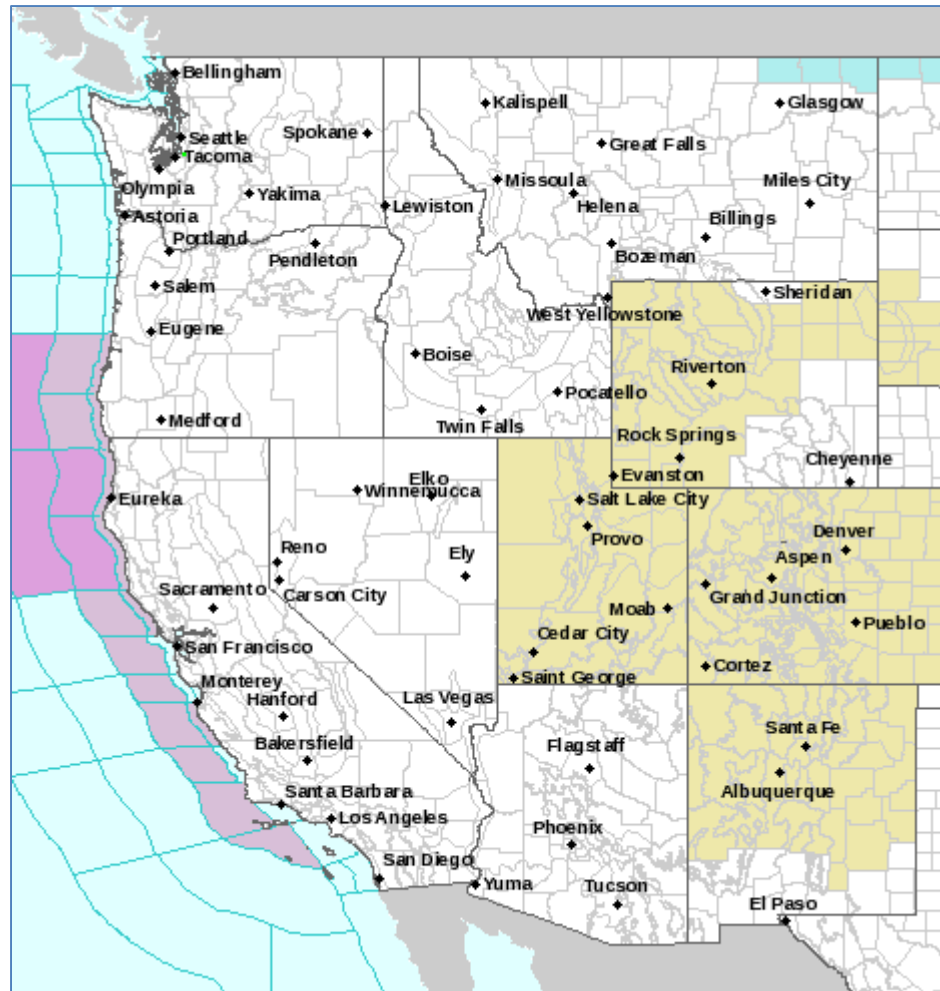 Bellingham
Kalispell
Glasgow
Seattle
Spokane
Great Falls
Tacoma
Olympia
Yakima
Missoula
Miles City
Lewiston
Helena
Astoria
Billings
Portland
Pendleton
Bozeman
Salem
Sheridan
West Yellowstone
Eugene
Boise
Riverton
Pocatello
Medford
Twin Falls
Rock Springs
Cheyenne
Evanston
Elko
Winnemucca
Eureka
Salt Lake City
Denver
Provo
Reno
Ely
Aspen
Sacramento
Carson City
Grand Junction
Moab
Pueblo
Cedar City
San Francisco
Cortez
Saint George
Monterey
Hanford
Las Vegas
Santa Fe
Bakersfield
Flagstaff
Albuquerque
Santa Barbara
Los Angeles
Phoenix
San Diego
Yuma
Tucson
El Paso